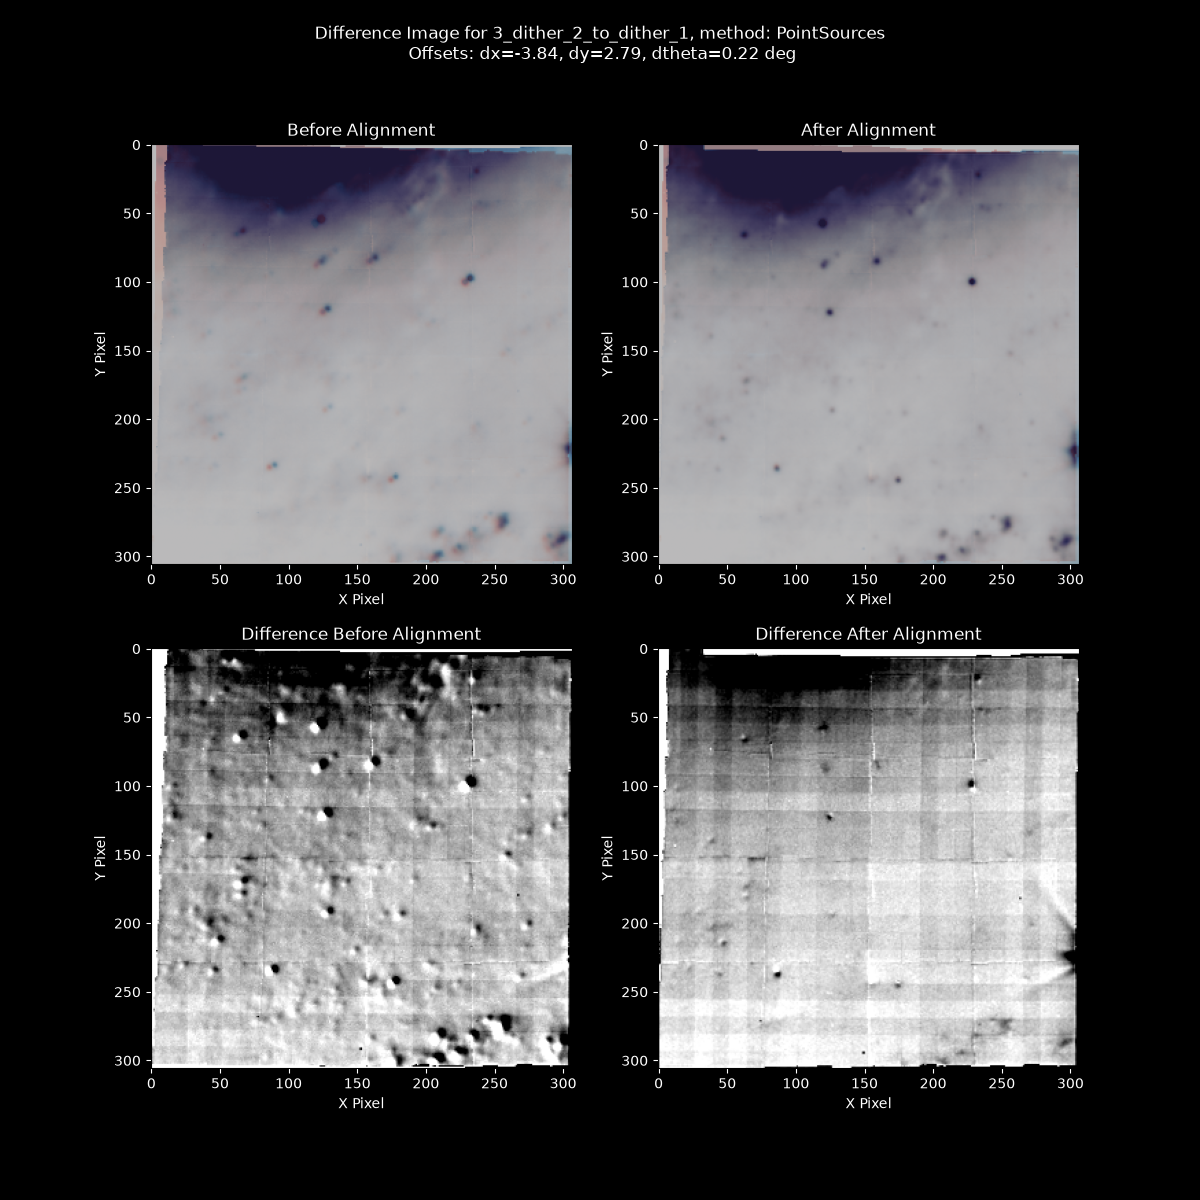 Difference Image for 3_dither_2_to_dither_1, method: PointSources
Offsets: dx=-3.84, dy=2.79, dtheta=0.22 deg
Before Alignment
After Alignment
0
50
100
150
200
250
300
Y Pixel
0 50 100 150 200 250 300
X Pixel
0
50
100
150
200
250
300
Y Pixel
0 50 100 150 200 250 300
X Pixel
Difference Before Alignment
Difference After Alignment
0
50
100
150
200
250
300
Y Pixel
0 50 100 150 200 250 300
X Pixel
0
50
100
150
200
250
300
Y Pixel
0 50 100 150 200 250 300
X Pixel